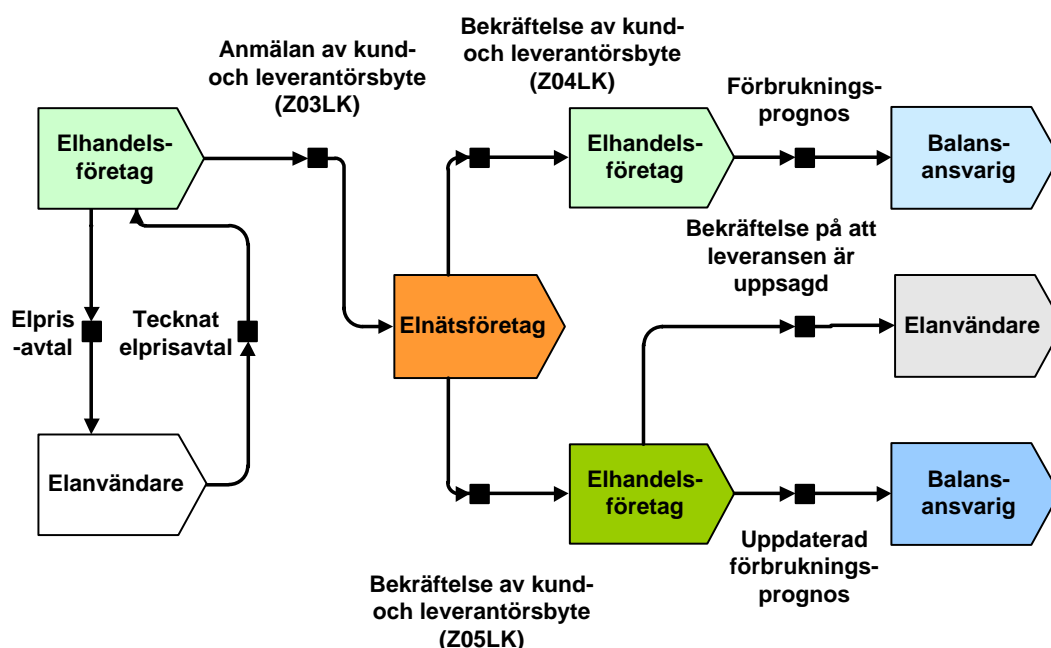 Anmälan av kund-
och leverantörsbyte
(Z03LK)
Bekräftelse av kund-
och leverantörsbyte
(Z04LK)
Förbruknings-
prognos
Elhandels-
företag
Elhandels-
företag
Balans-
ansvarig
Bekräftelse på att
leveransen är
uppsagd
Elpris
-avtal
Tecknat
elprisavtal
Elnätsföretag
Elanvändare
Elanvändare
Elhandels-
företag
Balans-
ansvarig
Uppdaterad
förbruknings-
prognos
Bekräftelse av kund-
och leverantörsbyte
(Z05LK)